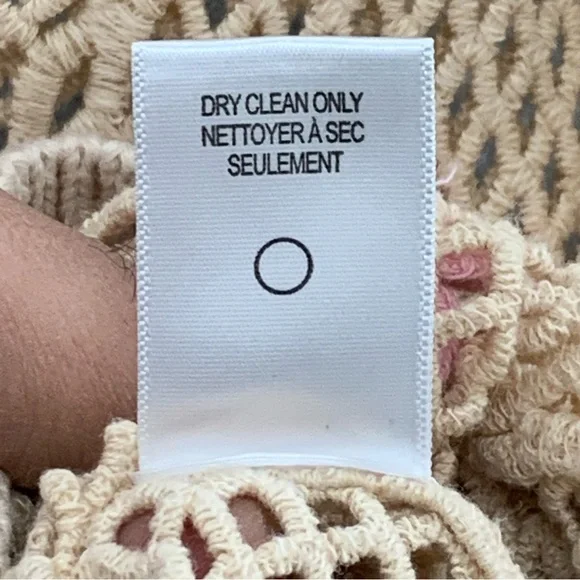 DRY CLEAN ONLY
NETTOYER À SEC
SEULEMENT